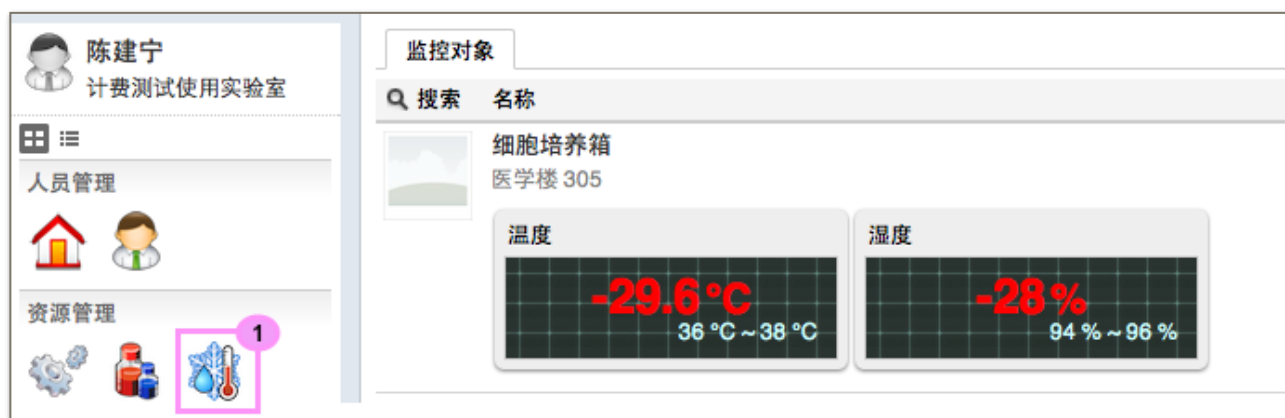 陈建宁
计费测试使用实验室
人员管理
资源管理
1
监控对象
搜索 名称
细胞培养箱
医学楼 305
温度
-29.6 °C
36 °C ~ 38 °C
湿度
-28 %
94 % ~ 96 %